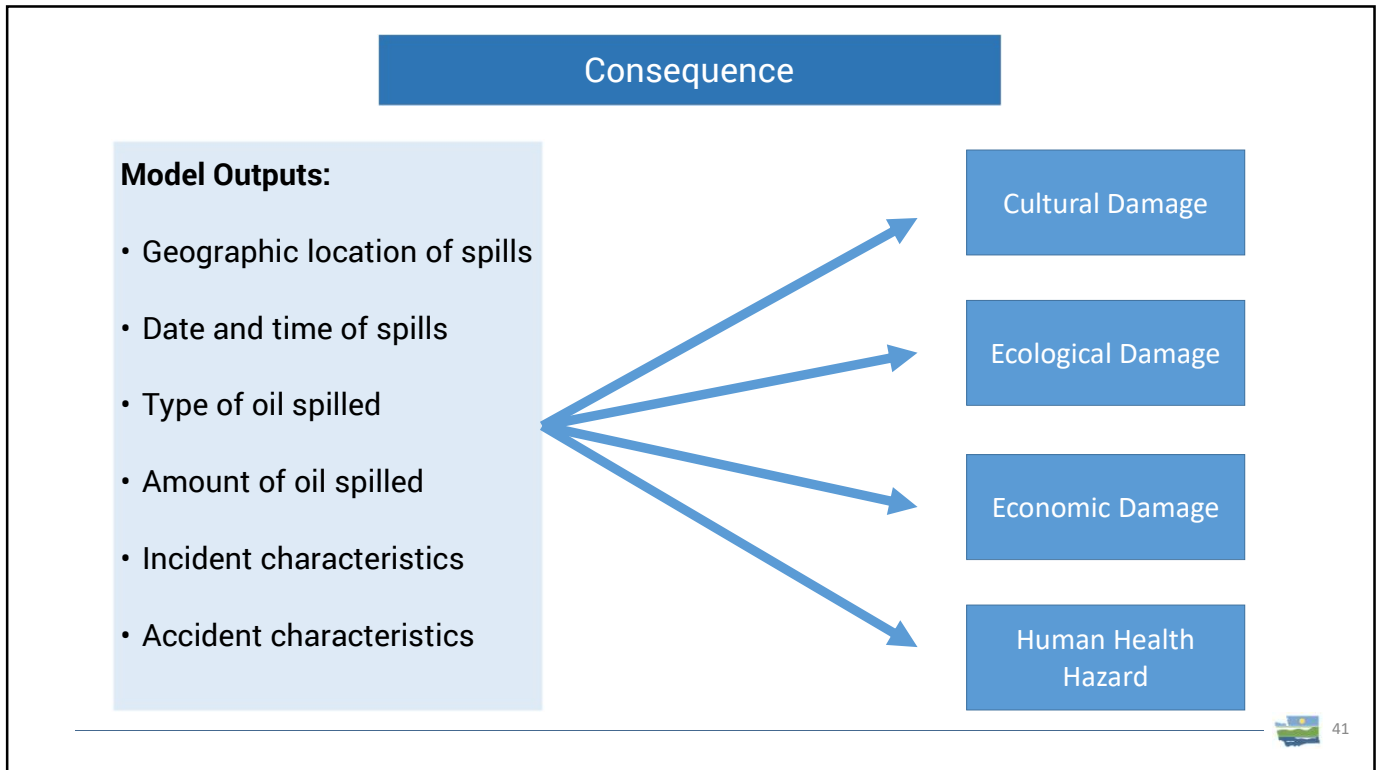 Consequence
Model Outputs:
• Geographic location of spills
• Date and time of spills
• Type of oil spilled
• Amount of oil spilled
• Incident characteristics
• Accident characteristics
Cultural Damage
Ecological Damage
Economic Damage
Human Health
Hazard
41